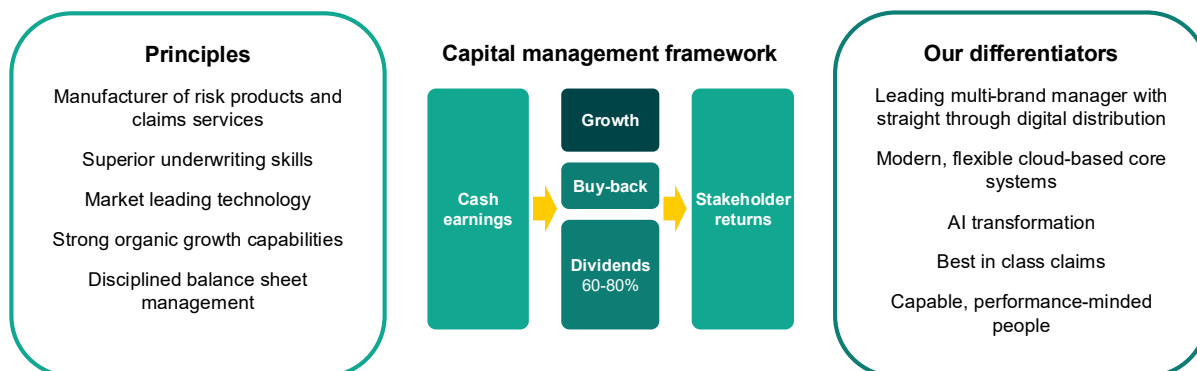 Principles
Manufacturer of risk products and
claims services
Superior underwriting skills
Market leading technology
Strong organic growth capabilities
Disciplined balance sheet
management
Capital management framework
Cash
earnings
Growth
Buy-back
Dividends
60-80%
Stakeholder
returns
Our differentiators
Leading multi-brand manager with
straight through digital distribution
Modern, flexible cloud-based core
systems
AI transformation
Best in class claims
Capable, performance-minded
people